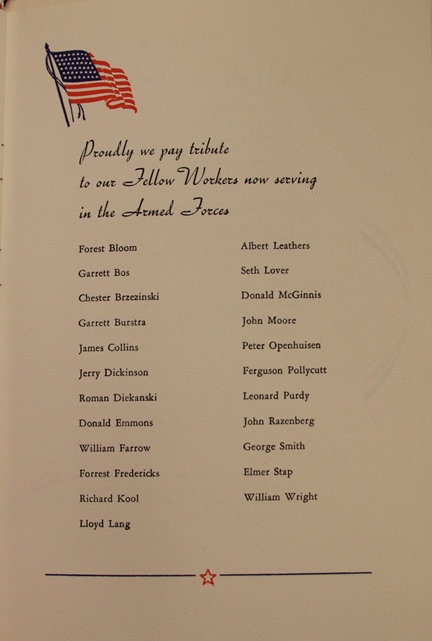 Proudly we pay tribute
to our Fellow Workers now serving
in the Armed Forces
Forest Bloom
Garrett Bos
Chester Brzezinski
Garrett Burstra
James Collins
Jerry Dickinson
Roman Diekanski
Donald Emmons
William Farrow
Forrest Fredericks
Richard Kool
Lloyd Lang
Albert Leathers
Seth Lover
Donald McGinnis
John Moore
Peter Openhuisen
Ferguson Pollycutt
Leonard Purdy
John Razenberg
George Smith
Elmer Stap
William Wright